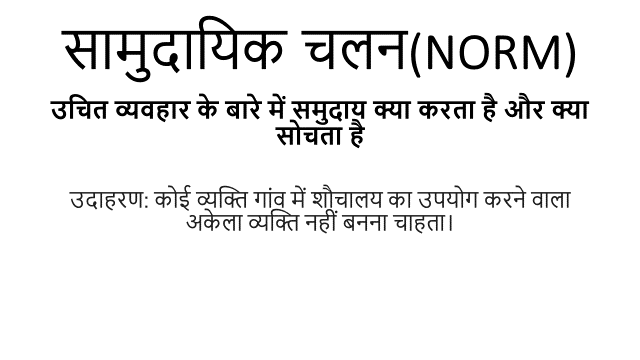 सामुदायिक चलन(NORM)
उचित व्यवहार के बारे में समुदाय क्या करता है और क्या
सोचता है
उदाहरण: कोई व्यक्ति गांव में शौचालय का उपयोग करने वाला
अकेला व्यक्ति नहीं बनना चाहता।